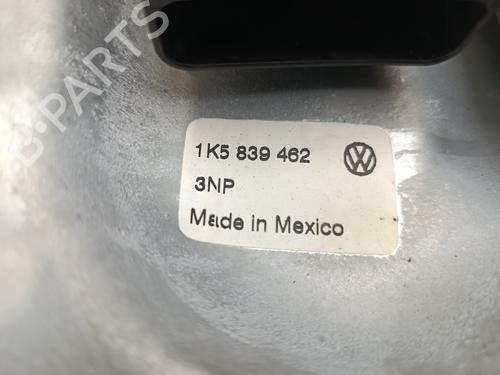 B-PARTS
1K5 839 462
3NP
Made in Mexico